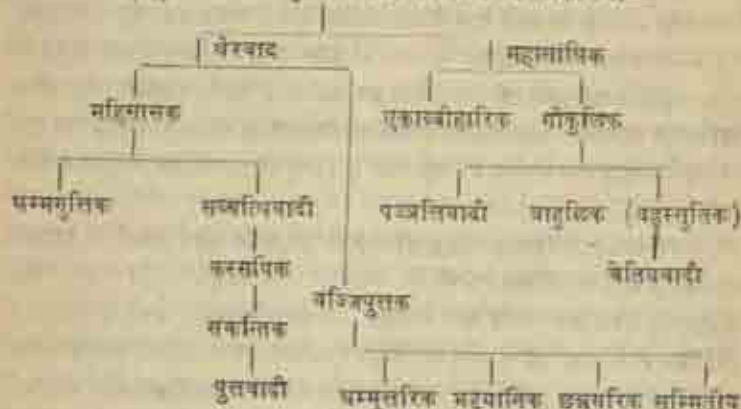 थेरवाद महासांघिक
महिंसासक एकाब्बोहारिक गोकुलिक
धम्मगुत्तिक सब्बत्थिवादी पञ्ञत्तिवादी बाहुलिक (बहुस्सुतिक)
कस्सपिक चेतियवादी
वज्जिपुत्तक
संकन्तिक
सुत्तवादी धम्मुत्तरिक भद्रयानिक छन्नागरिक सम्मितीय